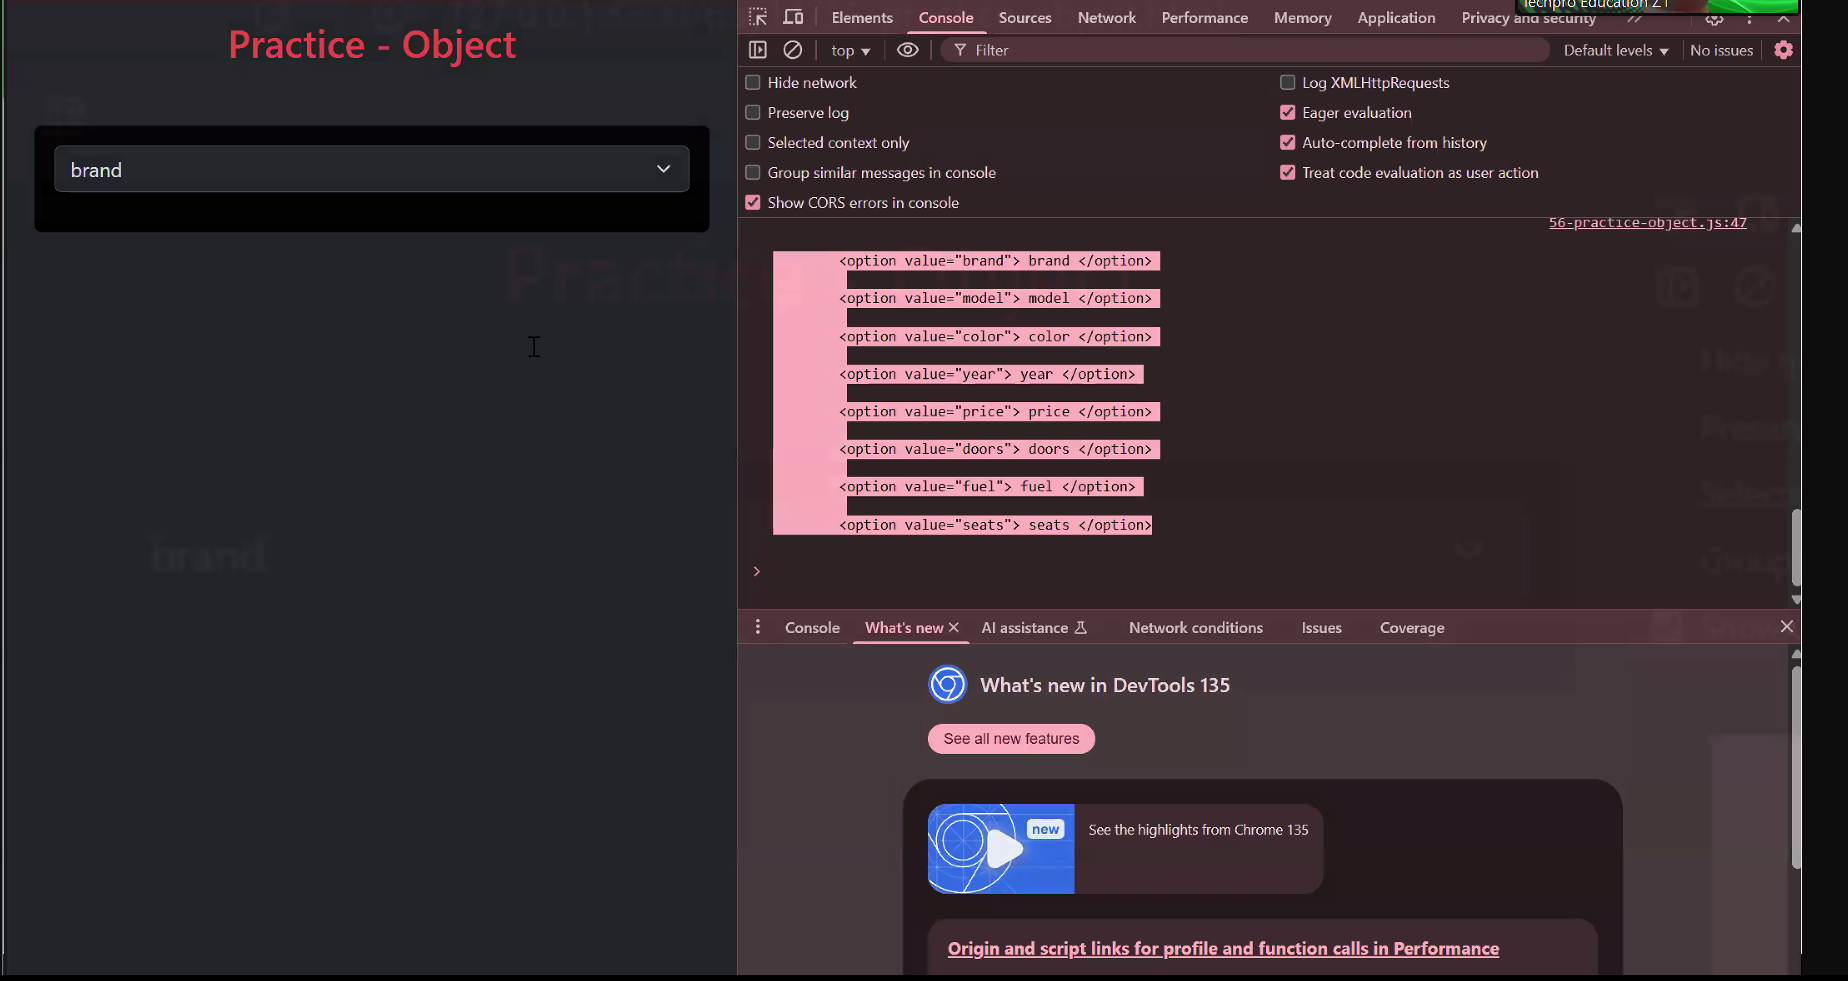 Practice - Object
brand
Elements Console Sources Network Performance Memory Application Privacy and security
Techpro Education Z1
top Filter Default levels No issues
Hide network
Log XMLHttpRequests
Preserve log
Eager evaluation
Selected context only
Auto-complete from history
Group similar messages in console
Treat code evaluation as user action
Show CORS errors in console
56-practice-object.js:47
<option value="brand"> brand </option>
<option value="model"> model </option>
<option value="color"> color </option>
<option value="year"> year </option>
<option value="price"> price </option>
<option value="doors"> doors </option>
<option value="fuel"> fuel </option>
<option value="seats"> seats </option>
>
Console What's new AI assistance Network conditions Issues Coverage
What's new in DevTools 135
See all new features
new
See the highlights from Chrome 135
Origin and script links for profile and function calls in Performance
Practice
brand